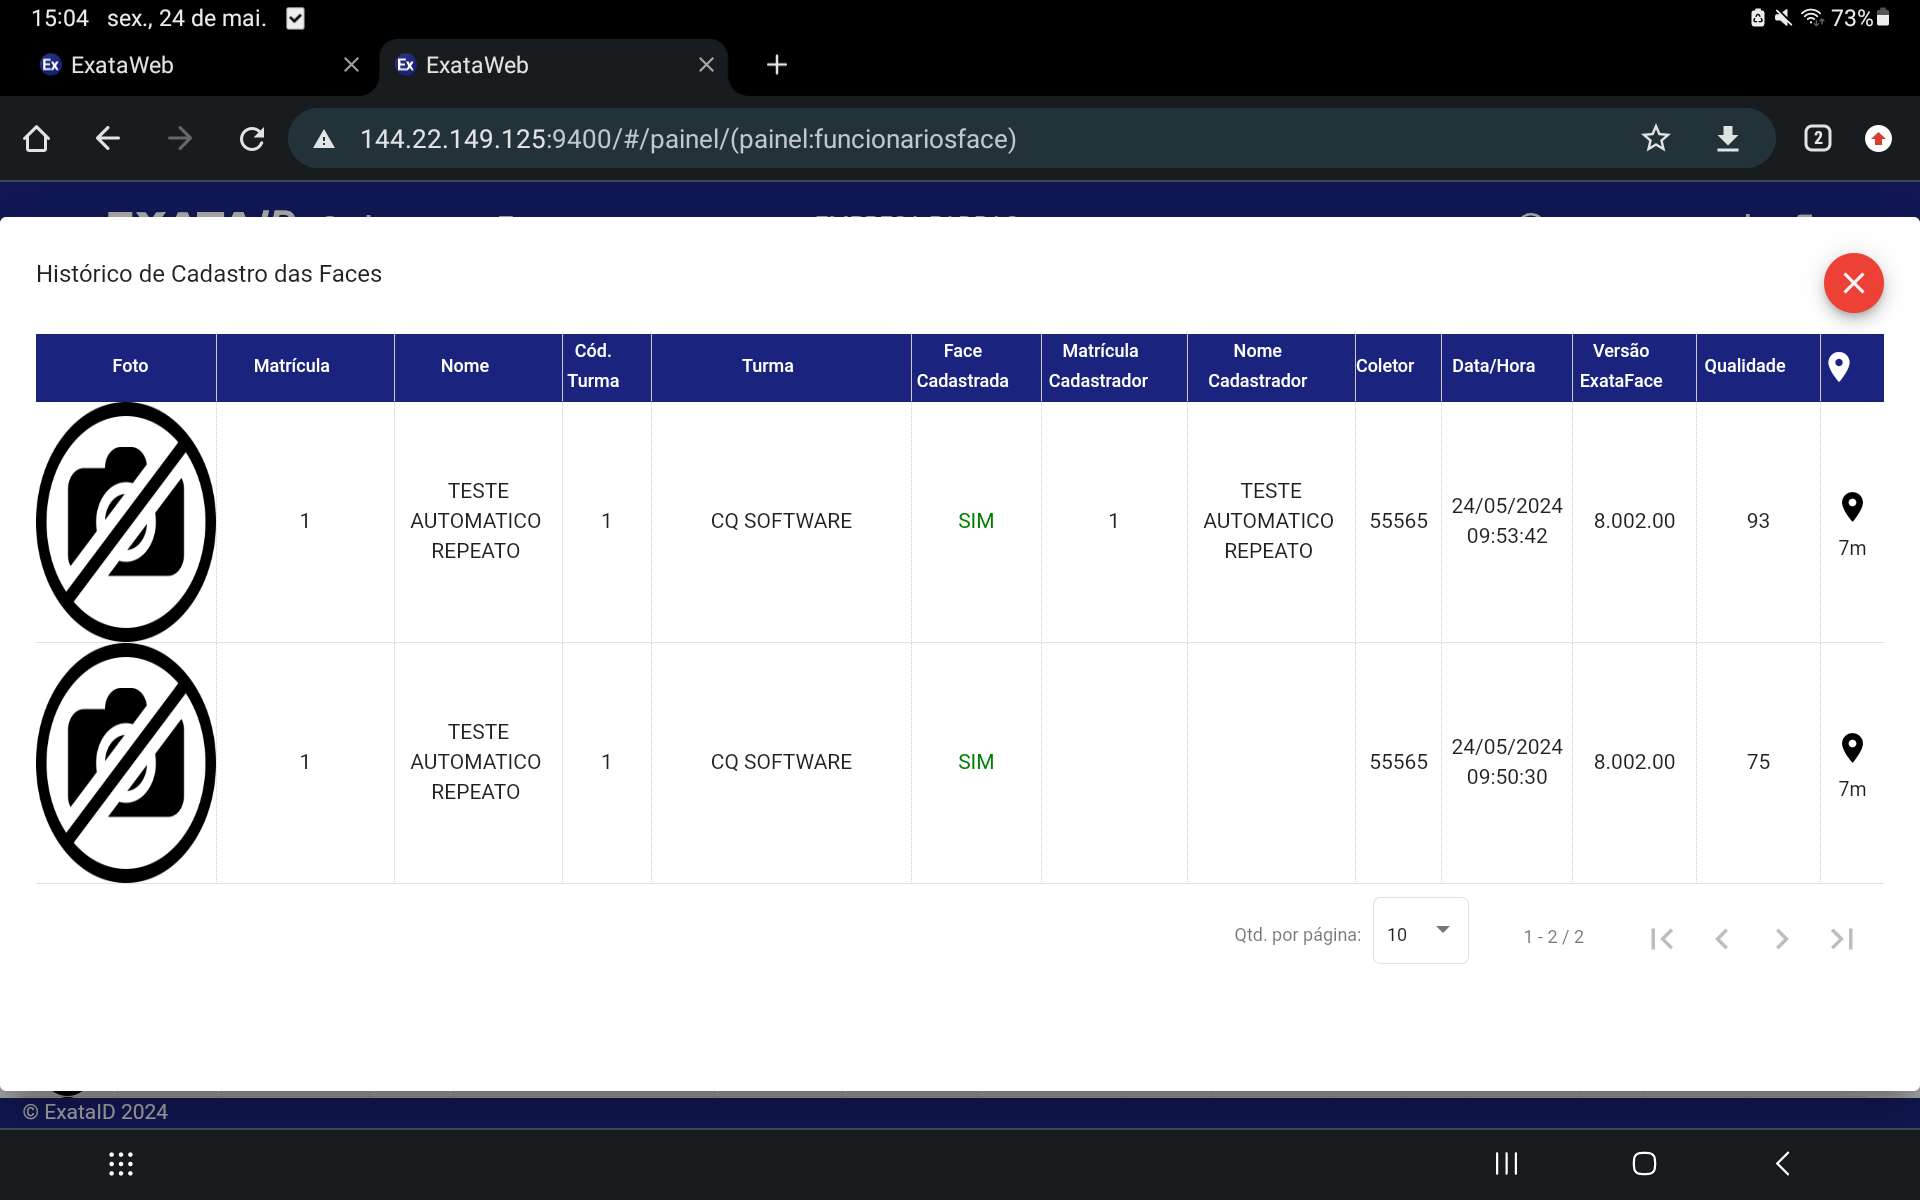 15:04 sex., 24 de mai. 73%
Ex ExataWeb Ex ExataWeb
144.22.149.125:9400/#/painel/(painel:funcionariosface) 2
Histórico de Cadastro das Faces
Foto Matrícula Nome Cód. Turma Turma Face Cadastrada Matrícula Cadastrador Nome Cadastrador Coletor Data/Hora Versão ExataFace Qualidade
1 TESTE AUTOMATICO REPEATO 1 CQ SOFTWARE SIM 1 TESTE AUTOMATICO REPEATO 55565 24/05/2024 09:53:42 8.002.00 93 7m
1 TESTE AUTOMATICO REPEATO 1 CQ SOFTWARE SIM 55565 24/05/2024 09:50:30 8.002.00 75 7m
Qtd. por página: 10 1 - 2 / 2
© ExataID 2024